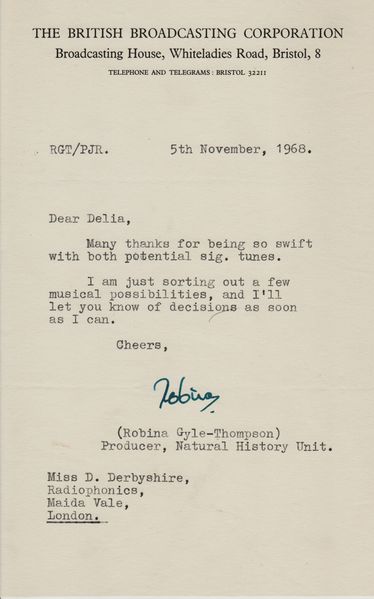 THE BRITISH BROADCASTING CORPORATION
Broadcasting House, Whiteladies Road, Bristol, 8
TELEPHONE AND TELEGRAMS: BRISTOL 32211
RGT/PJR. 5th November, 1968.
Dear Delia,
Many thanks for being so swift
with both potential sig. tunes.
I am just sorting out a few
musical possibilities, and I'll
let you know of decisions as soon
as I can.
Cheers,
Robina
(Robina Gyle-Thompson)
Producer, Natural History Unit.
Miss D. Derbyshire,
Radiophonics,
Maida Vale,
London.